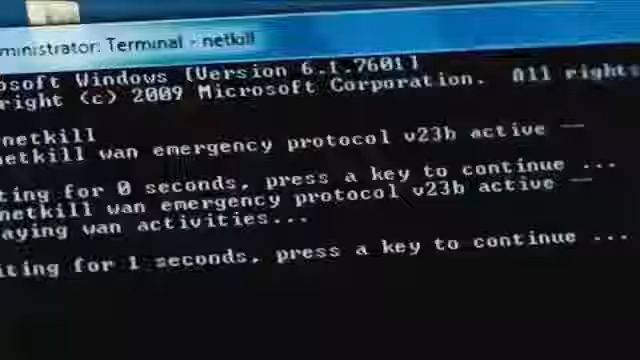 ministrator: Terminal - netkill
osoft Windows [Version 6.1.7601]
right (c) 2009 Microsoft Corporation. All rights
netkill
netkill wan emergency protocol v23b active --
ting for 0 seconds, press a key to continue ...
netkill wan emergency protocol v23b active --
aying wan activities...
iting for 1 seconds, press a key to continue ...